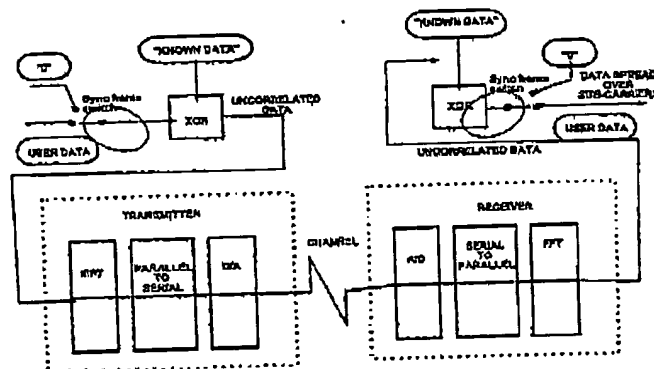 "KNOWN DATA"
"0"
Sync frame
switch
XOR
UNCORRELATED
DATA
USER DATA
TRANSMITTER
IFFT
PARALLEL
TO
SERIAL
D/A
CHANNEL
"KNOWN DATA"
"0"
Sync frame
switch
XOR
DATA SPREAD
OVER
SUB-CARRIERS
USER DATA
UNCORRELATED DATA
RECEIVER
A/D
SERIAL
TO
PARALLEL
FFT